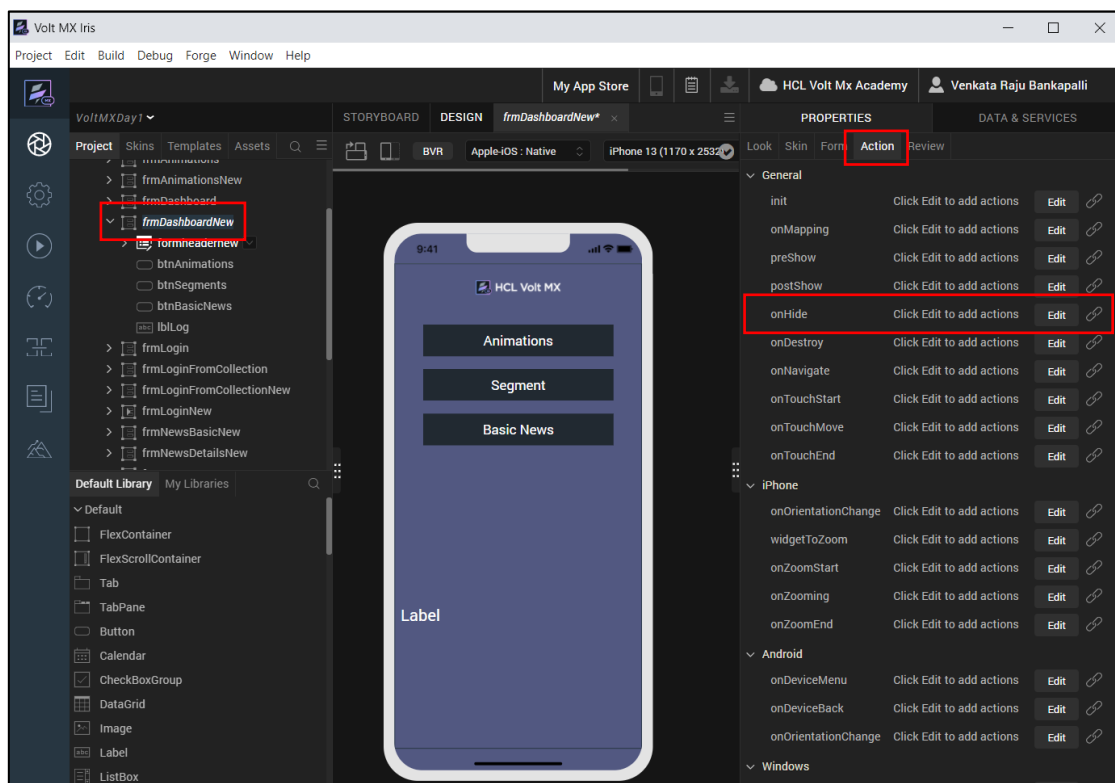 Volt MX Iris
Project Edit Build Debug Forge Window Help
My App Store HCL Volt Mx Academy Venkata Raju Bankapalli
VoltMXDay1 STORYBOARD DESIGN frmDashboardNew* × PROPERTIES DATA & SERVICES
Project Skins Templates Assets BVR Apple-iOS : Native iPhone 13 (1170 x 2532 Look Skin Form Action Review
frmAnimations
frmAnimationsNew
frmDashboard
frmDashboardNew
formheadernew
btnAnimations
btnSegments
btnBasicNews
abc lblLog
frmLogin
frmLoginFromCollection
frmLoginFromCollectionNew
frmLoginNew
frmNewsBasicNew
frmNewsDetailsNew
Default Library My Libraries
Default
FlexContainer
FlexScrollContainer
Tab
TabPane
Button
Calendar
CheckBoxGroup
DataGrid
Image
abc Label
ListBox
9:41
HCL Volt MX
Animations
Segment
Basic News
Label
General
init Click Edit to add actions Edit
onMapping Click Edit to add actions Edit
preShow Click Edit to add actions Edit
postShow Click Edit to add actions Edit
onHide Click Edit to add actions Edit
onDestroy Click Edit to add actions Edit
onNavigate Click Edit to add actions Edit
onTouchStart Click Edit to add actions Edit
onTouchMove Click Edit to add actions Edit
onTouchEnd Click Edit to add actions Edit
iPhone
onOrientationChange Click Edit to add actions Edit
widgetToZoom Click Edit to add actions Edit
onZoomStart Click Edit to add actions Edit
onZooming Click Edit to add actions Edit
onZoomEnd Click Edit to add actions Edit
Android
onDeviceMenu Click Edit to add actions Edit
onDeviceBack Click Edit to add actions Edit
onOrientationChange Click Edit to add actions Edit
Windows